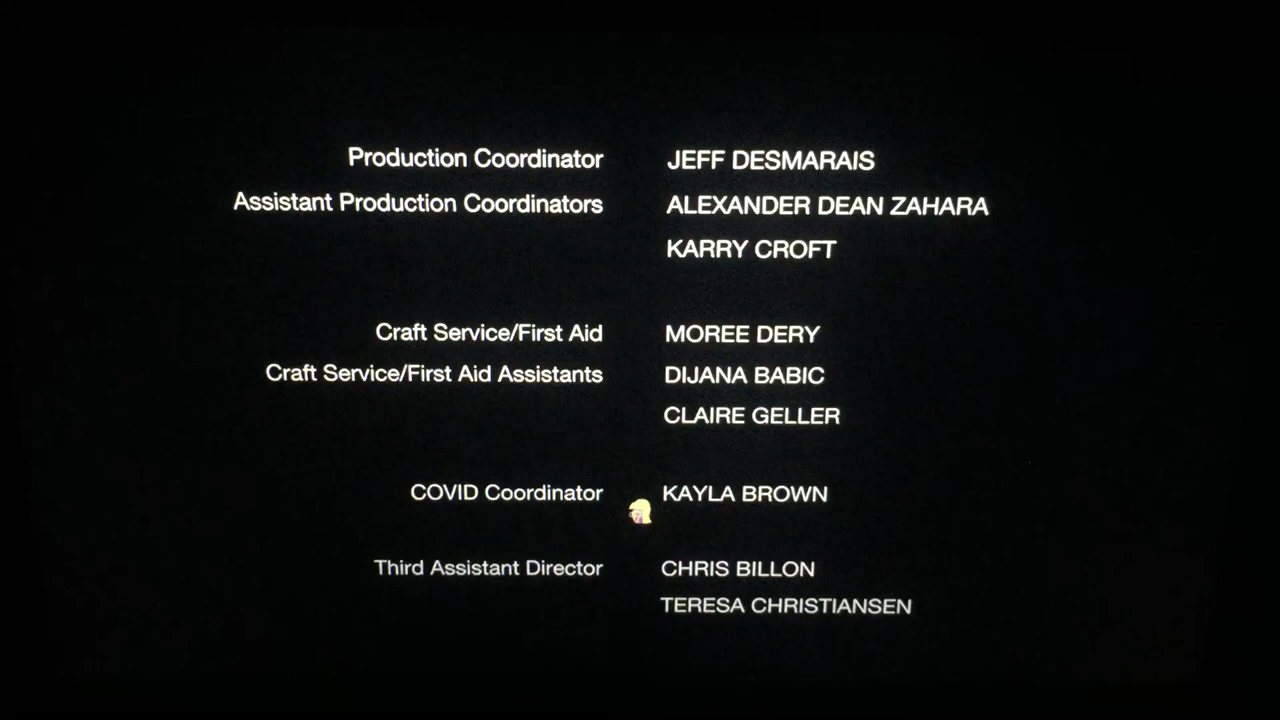 Production Coordinator JEFF DESMARAIS
Assistant Production Coordinators ALEXANDER DEAN ZAHARA
KARRY CROFT
Craft Service/First Aid MOREE DERY
Craft Service/First Aid Assistants DIJANA BABIC
CLAIRE GELLER
COVID Coordinator KAYLA BROWN
Third Assistant Director CHRIS BILLON
TERESA CHRISTIANSEN